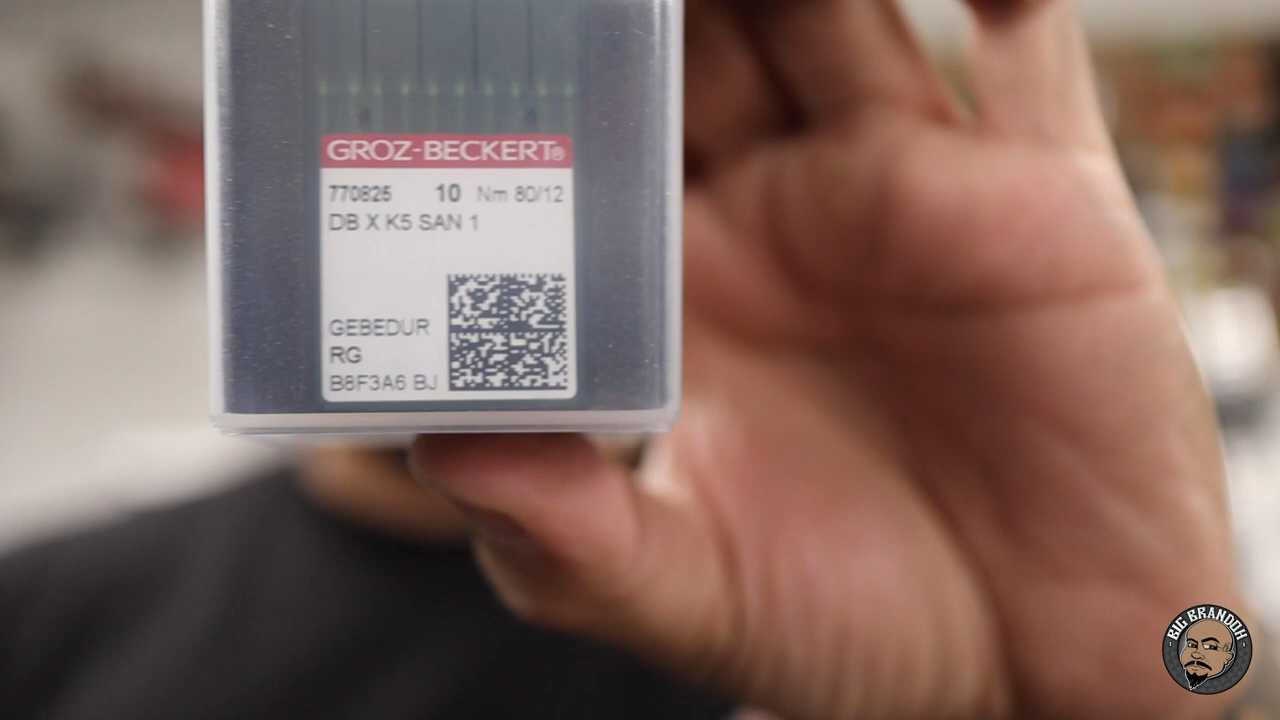 GROZ-BECKERT®
770825 10 Nm 80/12
DB X K5 SAN 1
GEBEDUR
RG
B8F3A6 BJ
BIG BRANDOH